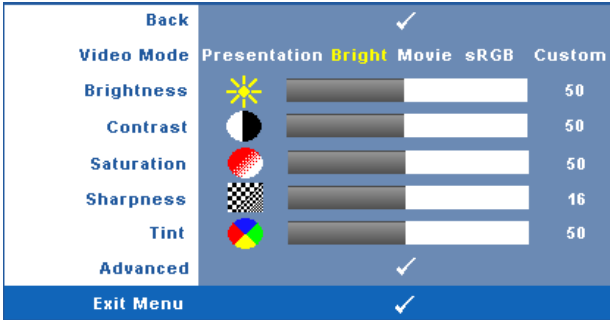 Back
Video Mode Presentation Bright Movie sRGB Custom
Brightness 50
Contrast 50
Saturation 50
Sharpness 16
Tint 50
Advanced
Exit Menu